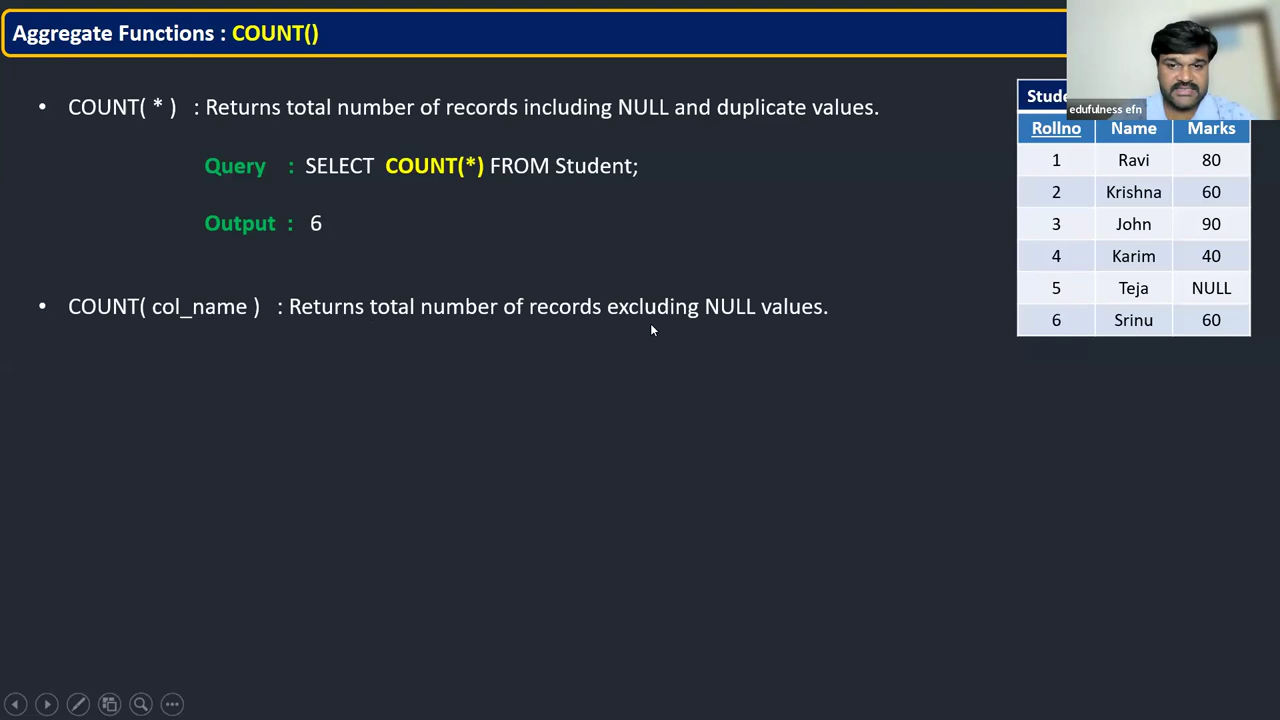 Aggregate Functions : COUNT()
• COUNT( * ) : Returns total number of records including NULL and duplicate values.
Query : SELECT COUNT(*) FROM Student;
Output : 6
• COUNT( col_name ) : Returns total number of records excluding NULL values.
edufulness efn
Rollno Name Marks
1 Ravi 80
2 Krishna 60
3 John 90
4 Karim 40
5 Teja NULL
6 Srinu 60